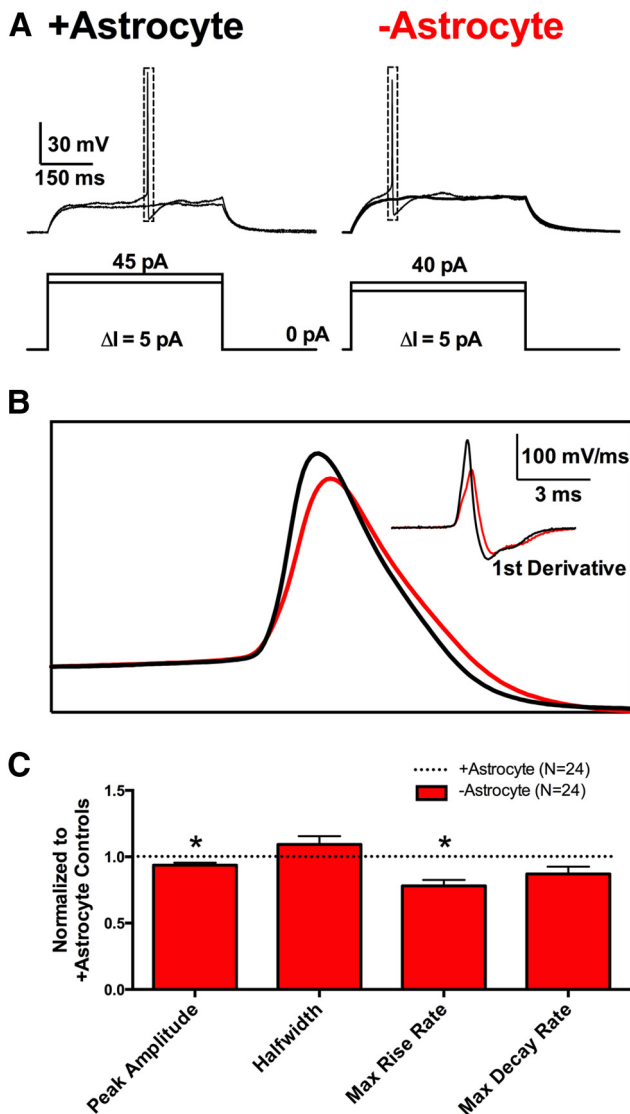 A +Astrocyte -Astrocyte
30 mV
150 ms
45 pA 40 pA
ΔI = 5 pA 0 pA ΔI = 5 pA
B
100 mV/ms
3 ms
1st Derivative
C
+Astrocyte (N=24)
-Astrocyte (N=24)
Normalized to
+Astrocyte Controls
1.5
1.0
0.5
0.0
* *
Peak Amplitude
Halfwidth
Max Rise Rate
Max Decay Rate